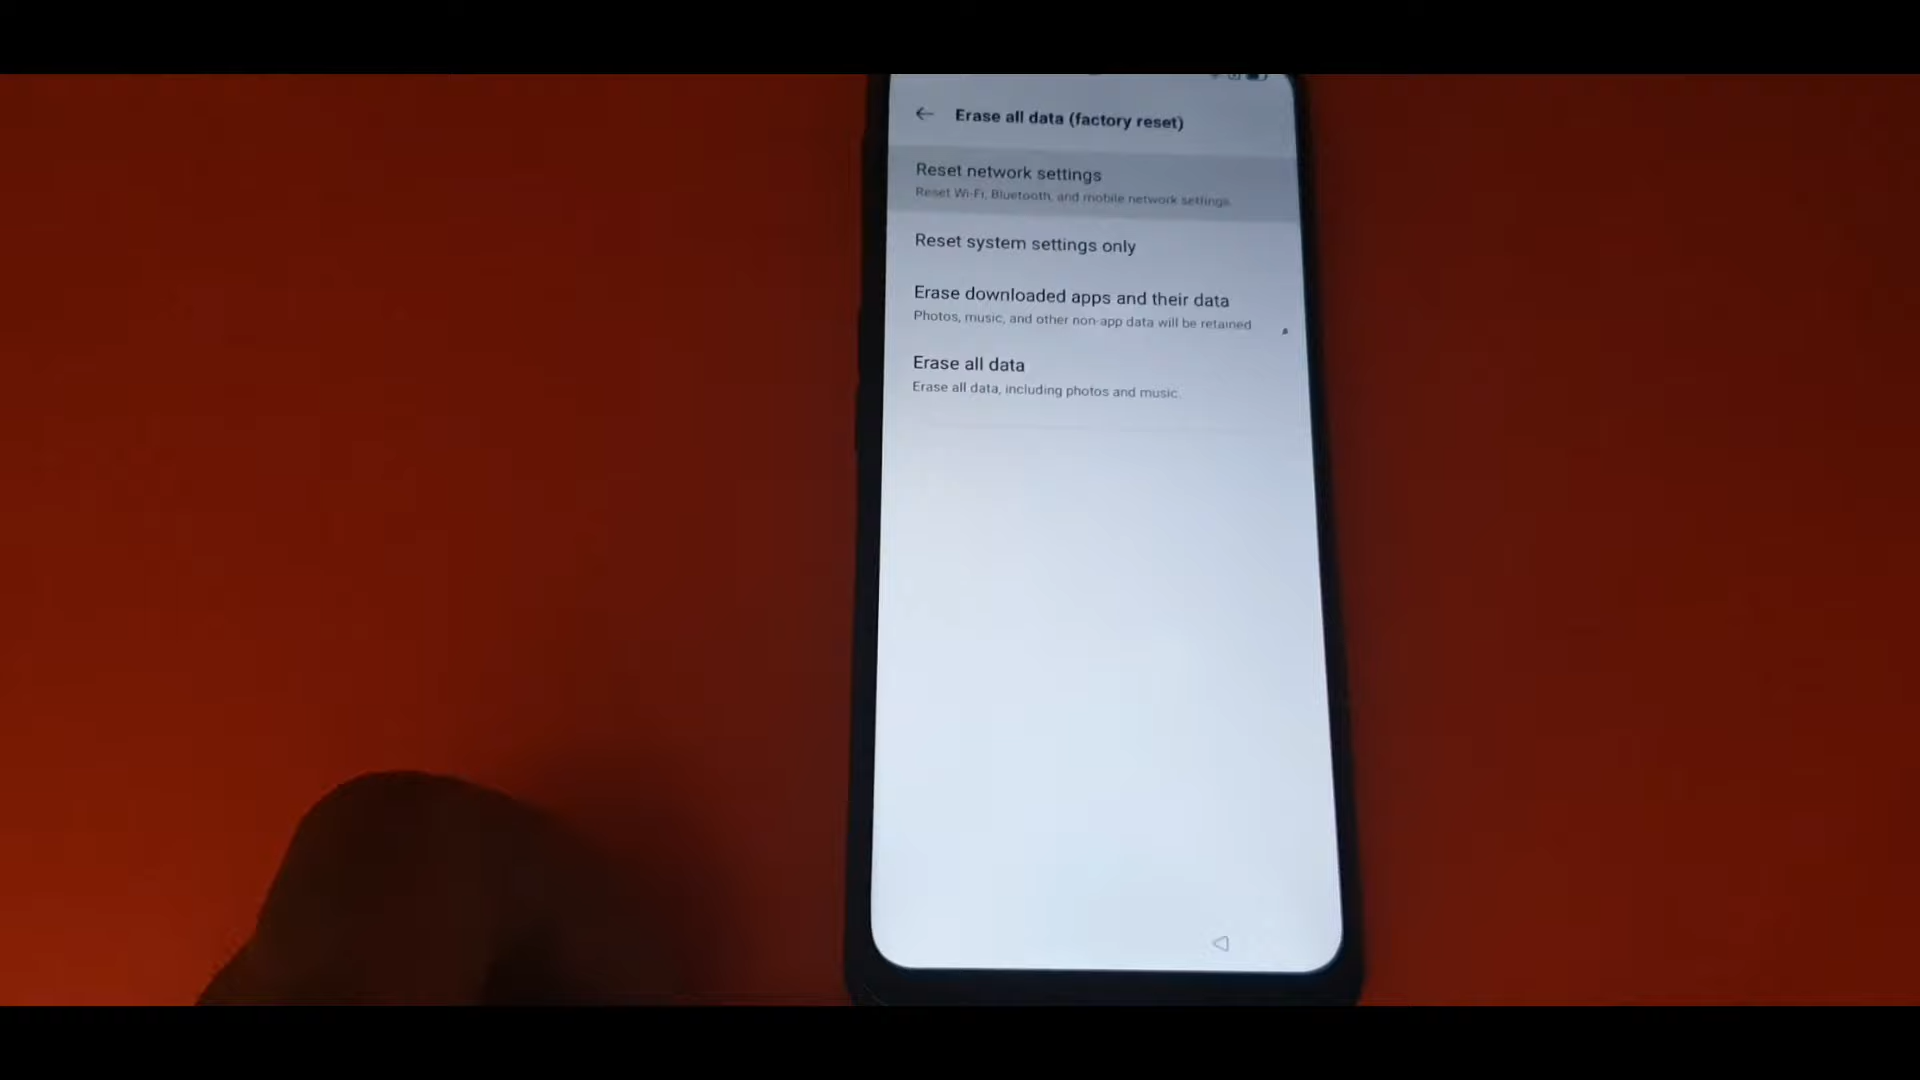 Erase all data (factory reset)
Reset network settings
Reset Wi-Fi, Bluetooth, and mobile network settings.
Reset system settings only
Erase downloaded apps and their data
Photos, music, and other non-app data will be retained
Erase all data
Erase all data, including photos and music.